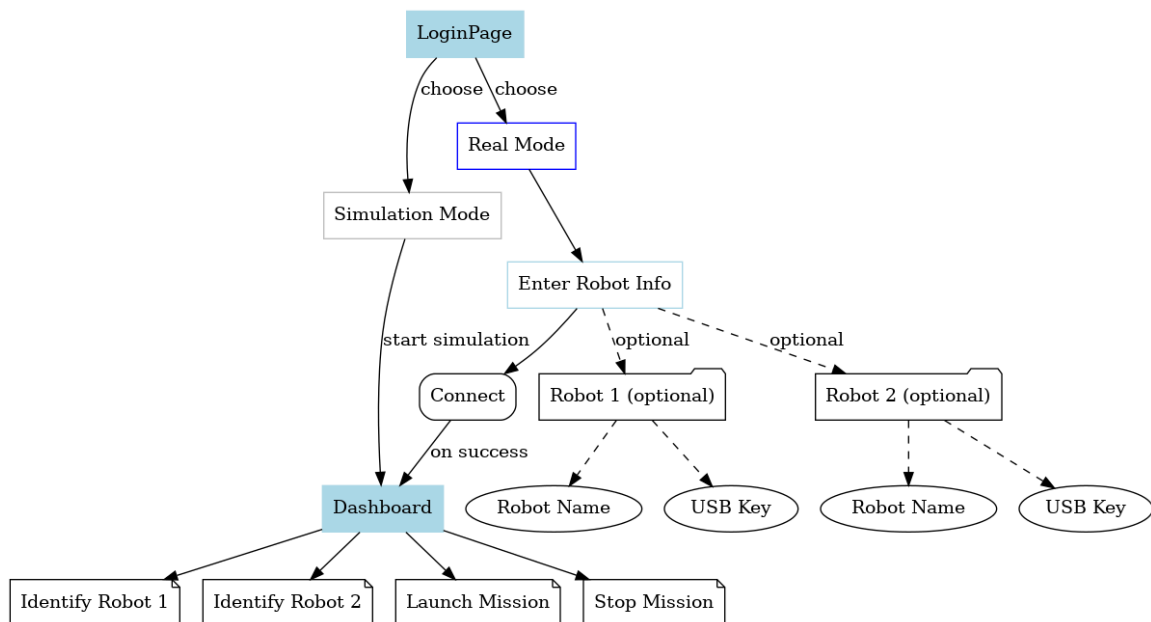 LoginPage
choose
choose
Real Mode
Simulation Mode
Enter Robot Info
start simulation
optional
optional
Connect
Robot 1 (optional)
Robot 2 (optional)
on success
Dashboard
Robot Name
USB Key
Robot Name
USB Key
Identify Robot 1
Identify Robot 2
Launch Mission
Stop Mission